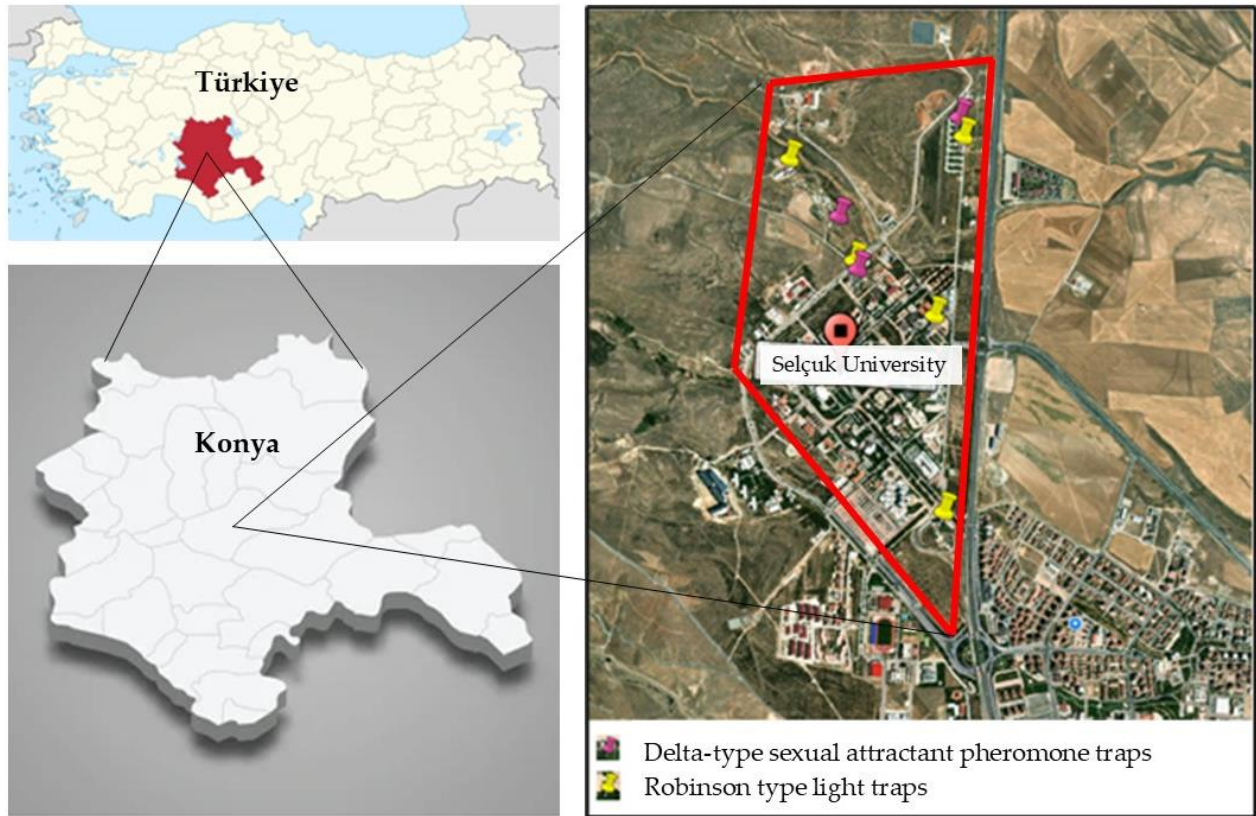 Türkiye
Konya
Selçuk University
Delta-type sexual attractant pheromone traps
Robinson type light traps